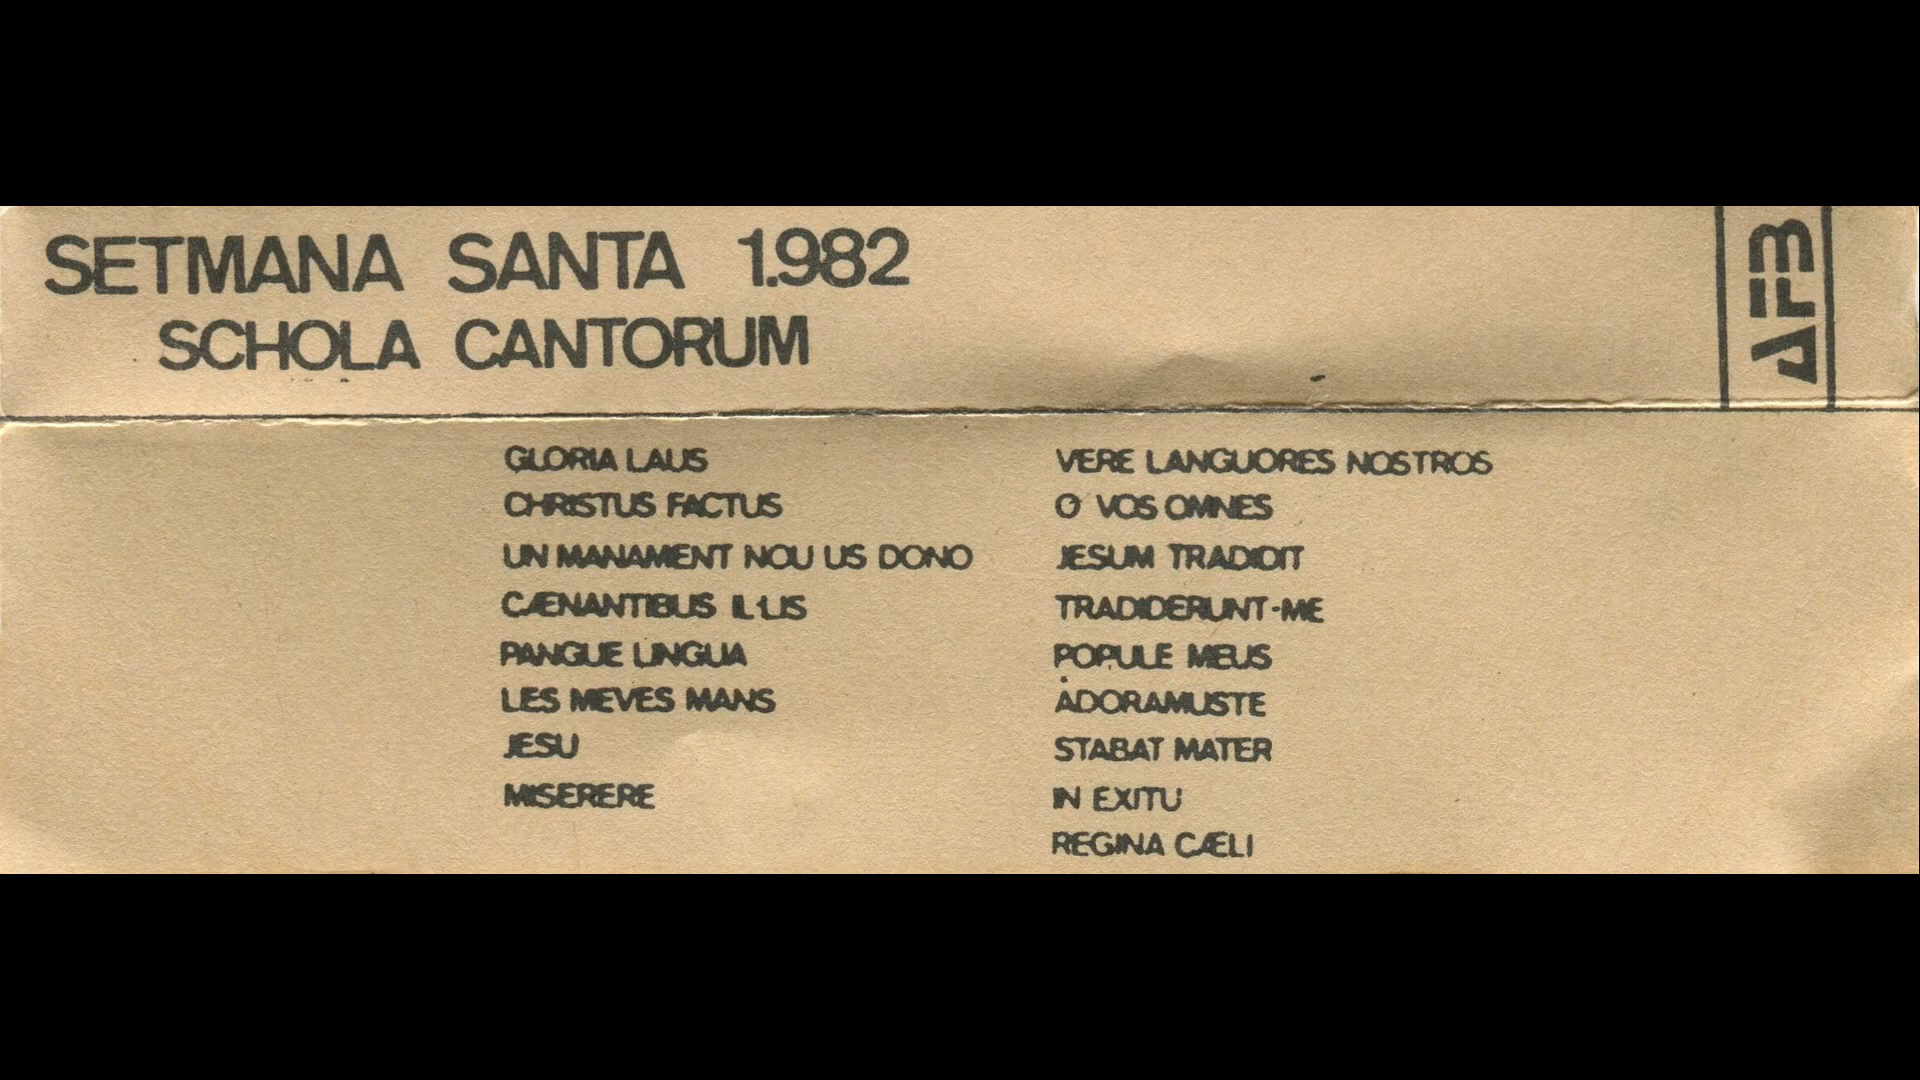 SETMANA SANTA 1.982
SCHOLA CANTORUM
AFB
GLORIA LAUS
CHRISTUS FACTUS
UN MANAMENT NOU US DONO
CÆNANTIBUS IL·LIS
PANGUE LINGUA
LES MEVES MANS
JESU
MISERERE
VERE LANGUORES NOSTROS
O VOS OMNES
JESUM TRADIDIT
TRADIDERUNT-ME
POPULE MEUS
ADORAMUSTE
STABAT MATER
IN EXITU
REGINA CÆLI